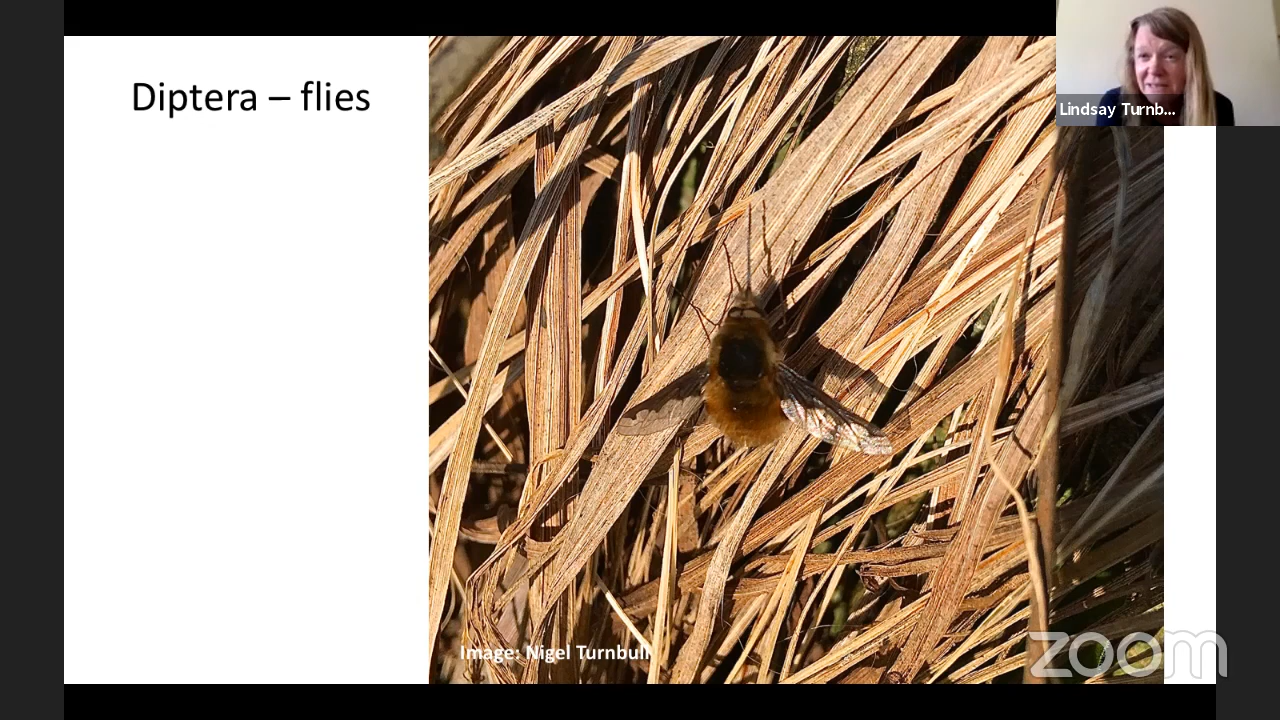 Diptera – flies
Lindsay Turnb...
Image: Nigel Turnbull
zoom